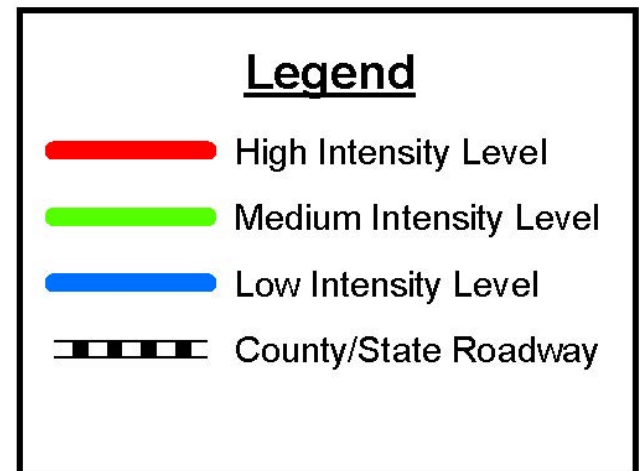 Legend
High Intensity Level
Medium Intensity Level
Low Intensity Level
County/State Roadway